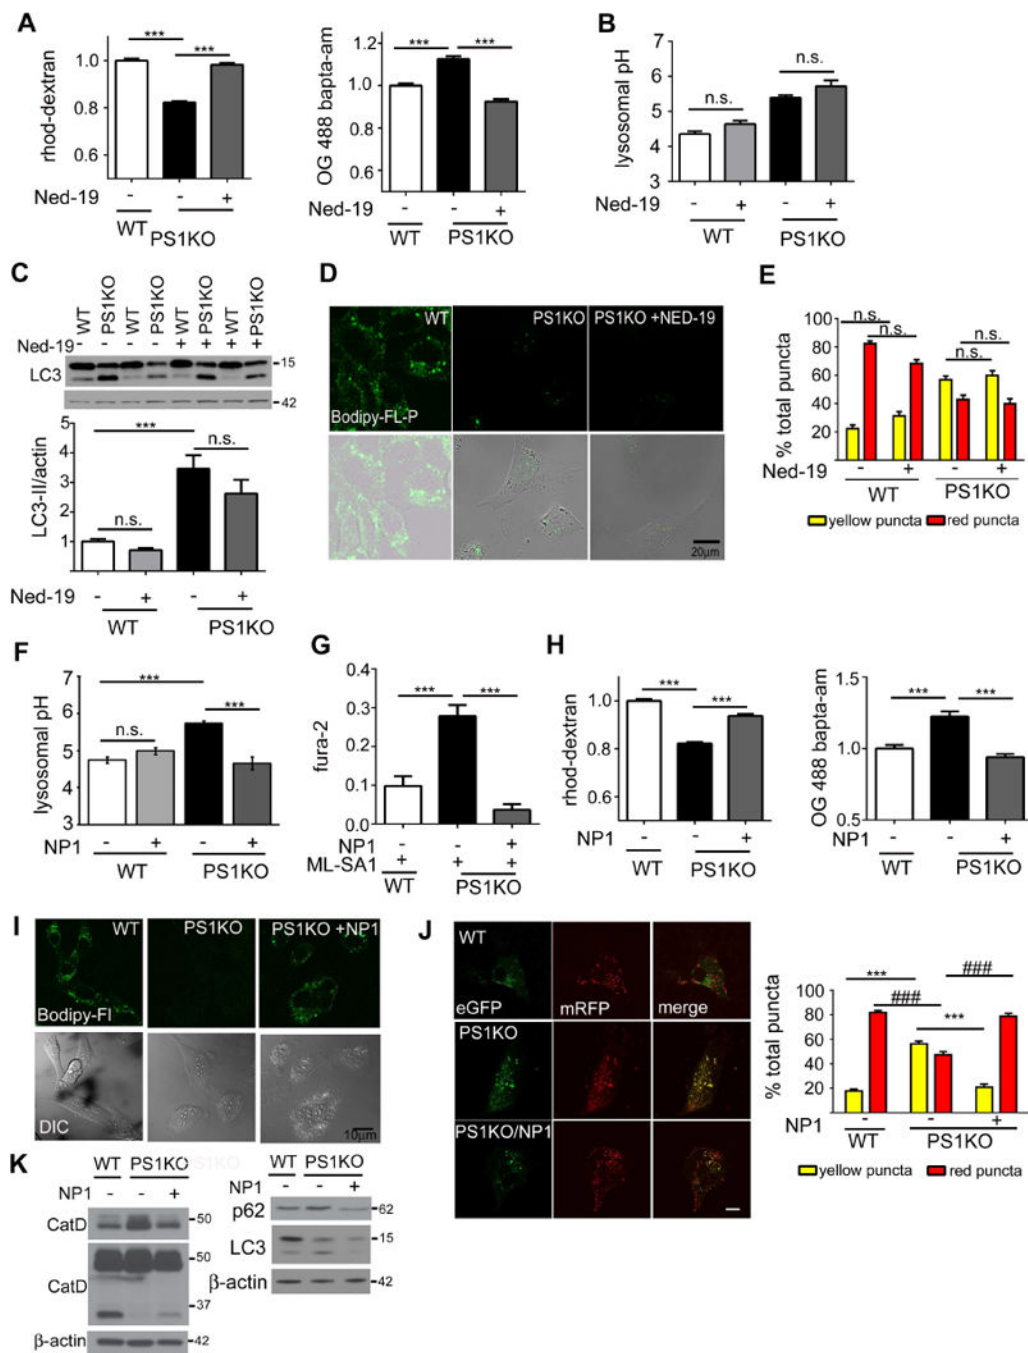 A
rhod-dextran
1.0
0.8
0.6
***
***
Ned-19
-
-
+
WT
PS1KO
OG 488 bapta-am
1.2
1.0
0.8
0.6
***
***
Ned-19
-
-
+
WT
PS1KO
B
lysosomal pH
7
6
5
4
3
n.s.
n.s.
Ned-19
-
+
-
+
WT
PS1KO
C
WT PS1KO WT PS1KO WT PS1KO WT PS1KO
Ned-19 - - - - + + + +
LC3
15
42
LC3-II/actin
5
4
3
2
1
***
n.s.
n.s.
Ned-19
-
+
-
+
WT
PS1KO
D
WT
PS1KO
PS1KO +NED-19
Bodipy-FL-P
20µm
E
% total puncta
100
80
60
40
20
n.s.
n.s.
n.s.
n.s.
Ned-19
-
+
-
+
WT
PS1KO
yellow puncta
red puncta
F
lysosomal pH
7
6
5
4
3
***
n.s.
***
NP1
-
+
-
+
WT
PS1KO
G
fura-2
0.4
0.3
0.2
0.1
0.0
***
***
NP1 +
ML-SA1 + + +
WT
PS1KO
H
rhod-dextran
1.0
0.8
0.6
***
***
NP1
-
-
+
WT
PS1KO
OG 488 bapta-am
1.5
1.0
0.5
***
***
NP1
-
-
+
WT
PS1KO
I
WT
PS1KO
PS1KO +NP1
Bodipy-Fl
DIC
10µm
J
WT
eGFP
mRFP
merge
PS1KO
PS1KO/NP1
% total puncta
100
80
60
40
20
***
###
###
***
NP1
-
-
+
WT
PS1KO
yellow puncta
red puncta
K
WT PS1KO
NP1 - - +
CatD
50
CatD
50
37
β-actin
42
WT PS1KO
NP1 - - +
p62
62
LC3
15
β-actin
42